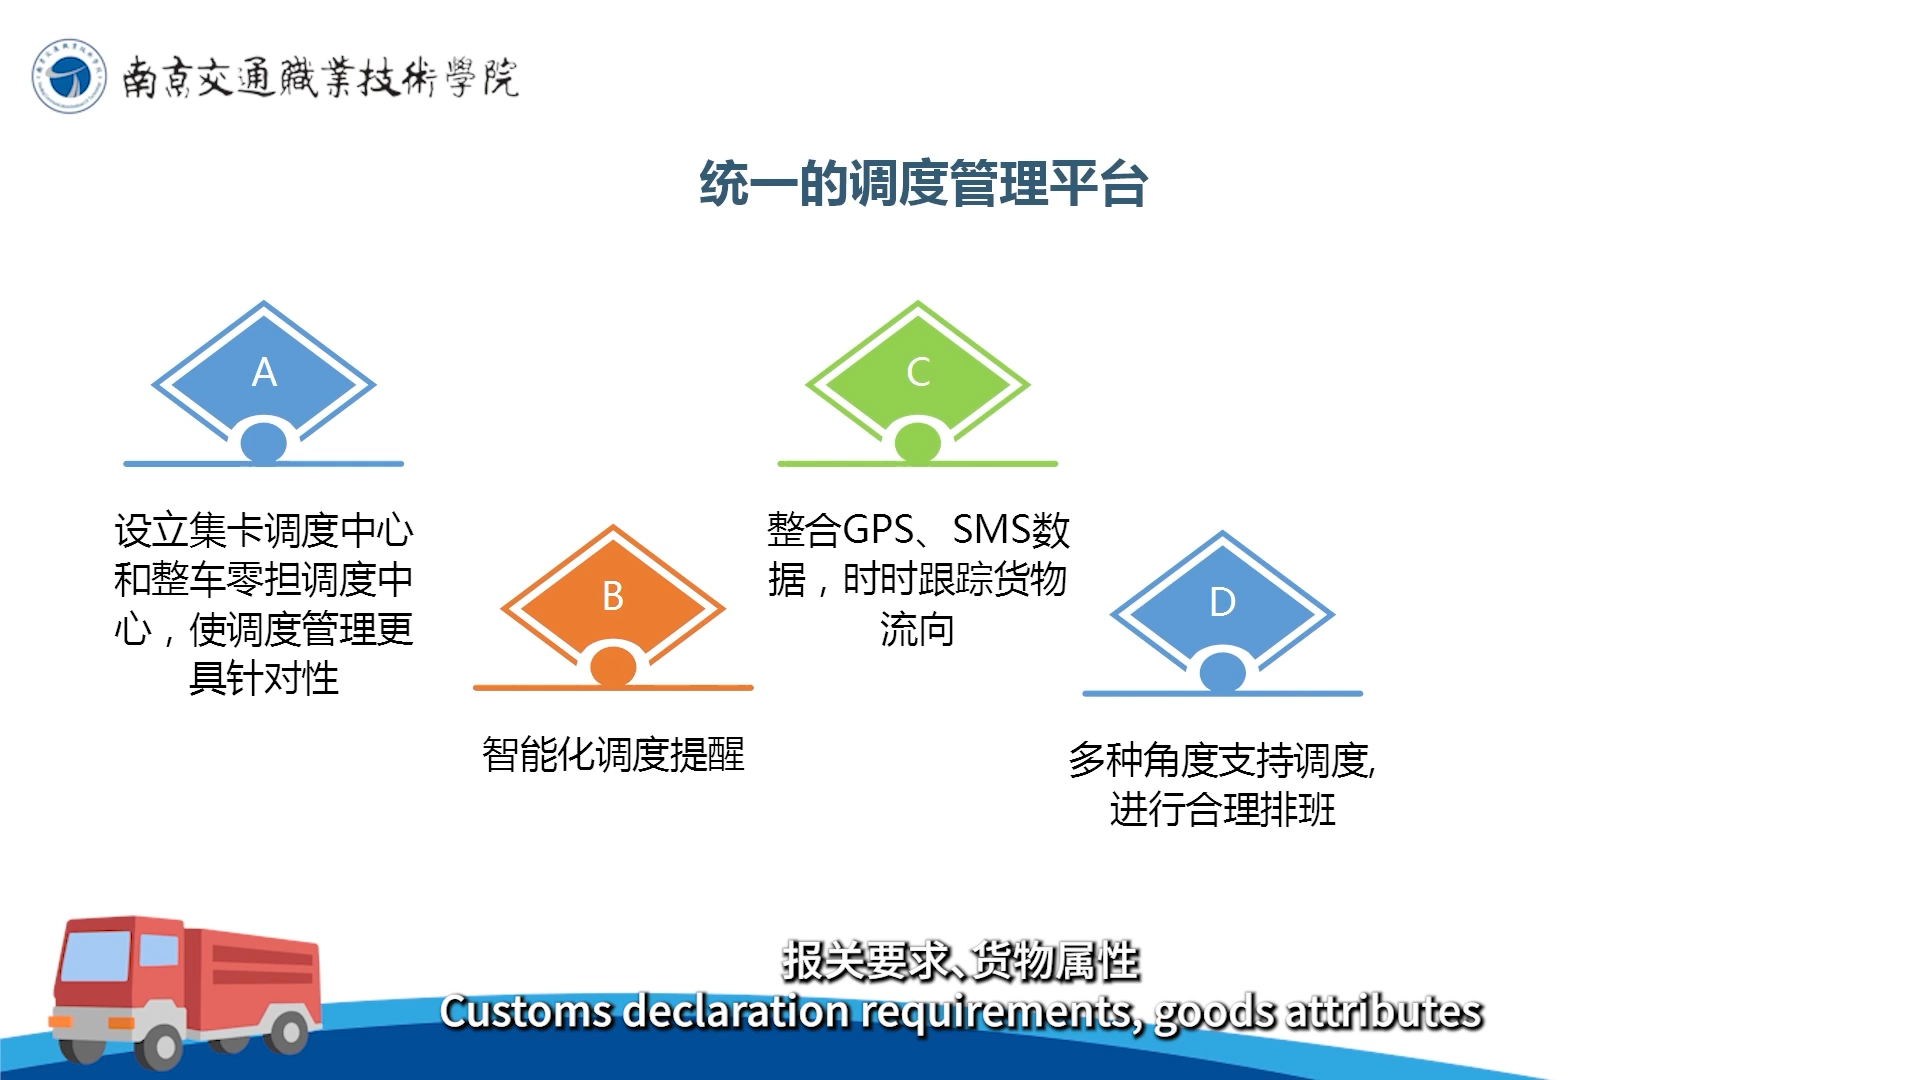 南京交通職業技術學院
统一的调度管理平台
A
设立集卡调度中心
和整车零担调度中
心，使调度管理更
具针对性
B
智能化调度提醒
C
整合GPS、SMS数
据，时时跟踪货物
流向
D
多种角度支持调度,
进行合理排班
报关要求、货物属性
Customs declaration requirements, goods attributes